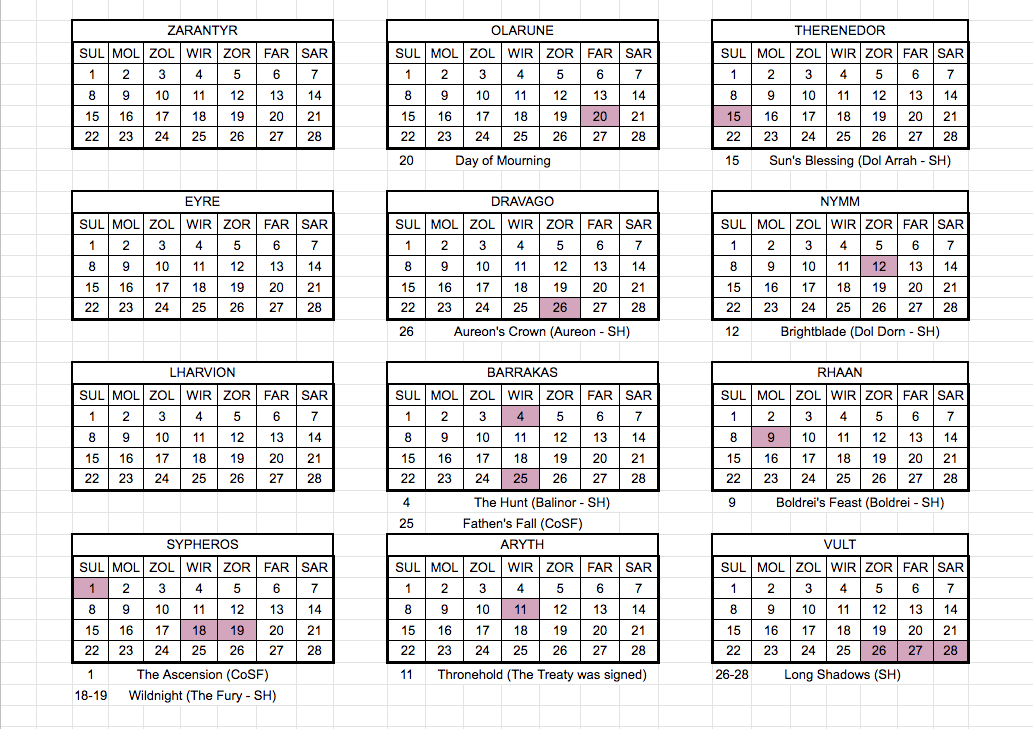 ZARANTYR OLARUNE THERENEDOR
SUL MOL ZOL WIR ZOR FAR SAR SUL MOL ZOL WIR ZOR FAR SAR SUL MOL ZOL WIR ZOR FAR SAR
1 2 3 4 5 6 7 1 2 3 4 5 6 7 1 2 3 4 5 6 7
8 9 10 11 12 13 14 8 9 10 11 12 13 14 8 9 10 11 12 13 14
15 16 17 18 19 20 21 15 16 17 18 19 20 21 15 16 17 18 19 20 21
22 23 24 25 26 27 28 22 23 24 25 26 27 28 22 23 24 25 26 27 28
20 Day of Mourning 15 Sun's Blessing (Dol Arrah - SH)
EYRE DRAVAGO NYMM
SUL MOL ZOL WIR ZOR FAR SAR SUL MOL ZOL WIR ZOR FAR SAR SUL MOL ZOL WIR ZOR FAR SAR
1 2 3 4 5 6 7 1 2 3 4 5 6 7 1 2 3 4 5 6 7
8 9 10 11 12 13 14 8 9 10 11 12 13 14 8 9 10 11 12 13 14
15 16 17 18 19 20 21 15 16 17 18 19 20 21 15 16 17 18 19 20 21
22 23 24 25 26 27 28 22 23 24 25 26 27 28 22 23 24 25 26 27 28
26 Aureon's Crown (Aureon - SH) 12 Brightblade (Dol Dorn - SH)
LHARVION BARRAKAS RHAAN
SUL MOL ZOL WIR ZOR FAR SAR SUL MOL ZOL WIR ZOR FAR SAR SUL MOL ZOL WIR ZOR FAR SAR
1 2 3 4 5 6 7 1 2 3 4 5 6 7 1 2 3 4 5 6 7
8 9 10 11 12 13 14 8 9 10 11 12 13 14 8 9 10 11 12 13 14
15 16 17 18 19 20 21 15 16 17 18 19 20 21 15 16 17 18 19 20 21
22 23 24 25 26 27 28 22 23 24 25 26 27 28 22 23 24 25 26 27 28
4 The Hunt (Balinor - SH) 9 Boldrei's Feast (Boldrei - SH)
25 Fathen's Fall (CoSF)
SYPHEROS ARYTH VULT
SUL MOL ZOL WIR ZOR FAR SAR SUL MOL ZOL WIR ZOR FAR SAR SUL MOL ZOL WIR ZOR FAR SAR
1 2 3 4 5 6 7 1 2 3 4 5 6 7 1 2 3 4 5 6 7
8 9 10 11 12 13 14 8 9 10 11 12 13 14 8 9 10 11 12 13 14
15 16 17 18 19 20 21 15 16 17 18 19 20 21 15 16 17 18 19 20 21
22 23 24 25 26 27 28 22 23 24 25 26 27 28 22 23 24 25 26 27 28
1 The Ascension (CoSF) 11 Thronehold (The Treaty was signed) 26-28 Long Shadows (SH)
18-19 Wildnight (The Fury - SH)